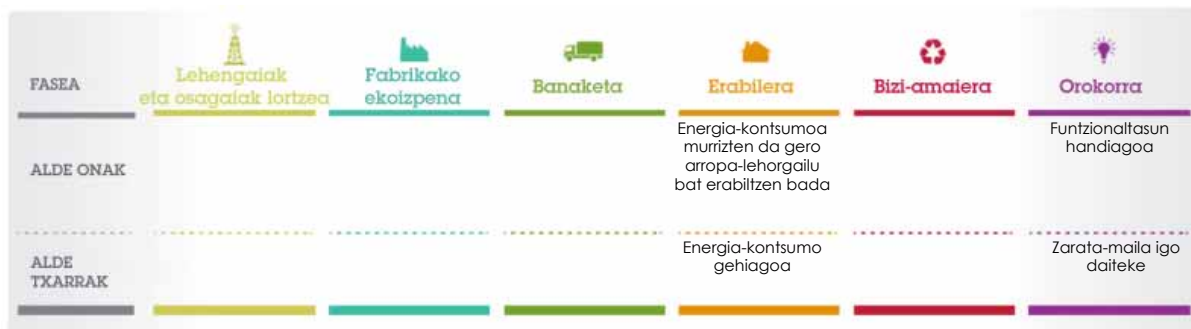 FASEA
Lehengaiak
eta osagaiak lortzea
Fabrikako
ekoizpena
Banaketa
Erabilera
Bizi-amaiera
Orokorra
ALDE ONAK
Energia-kontsumoa
murrizten da gero
arropa-lehorgailu
bat erabiltzen bada
Funtzionaltasun
handiagoa
ALDE
TXARRAK
Energia-kontsumo
gehiagoa
Zarata-maila igo
daiteke